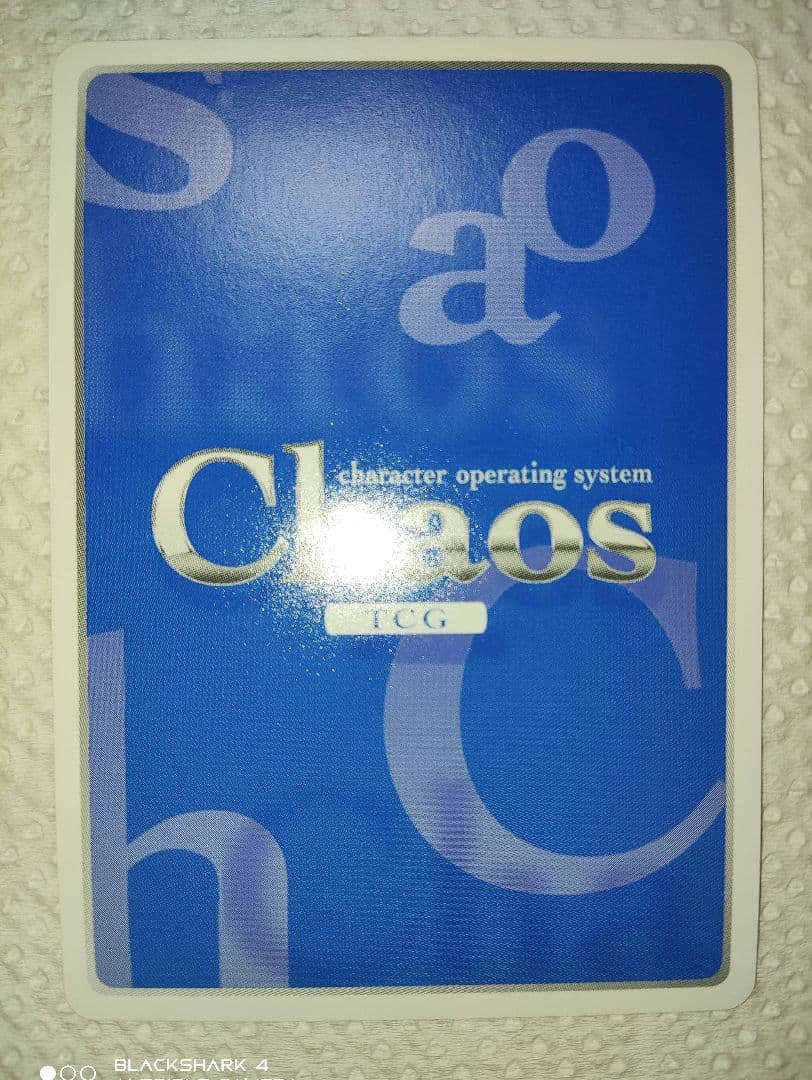 s
o
a
character operating system
Chaos
TCG
C
h
BLACKSHARK 4